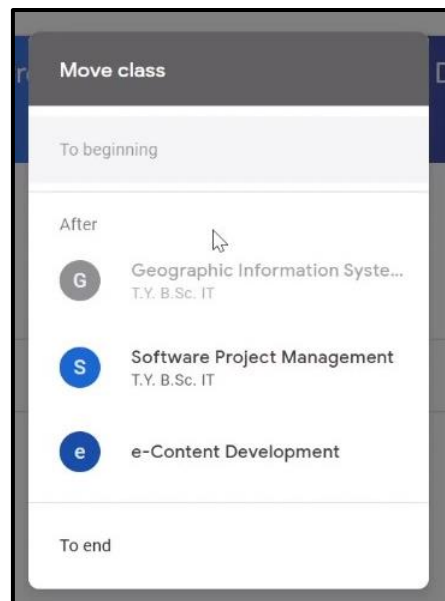 Move class
To beginning
After
G
Geographic Information Syste...
T.Y. B.Sc. IT
S
Software Project Management
T.Y. B.Sc. IT
e
e-Content Development
To end